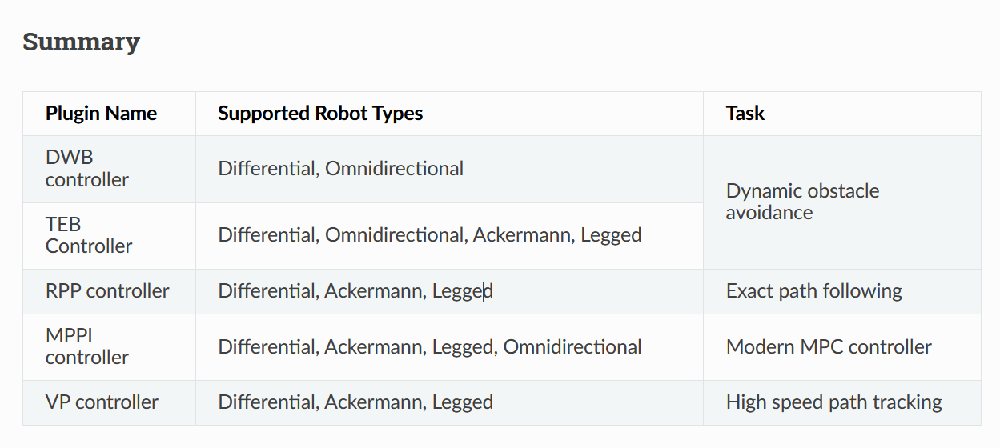 Summary
Plugin Name Supported Robot Types Task
DWB
controller
Differential, Omnidirectional
Dynamic obstacle
avoidance
TEB
Controller
Differential, Omnidirectional, Ackermann, Legged
RPP controller Differential, Ackermann, Legged Exact path following
MPPI
controller
Differential, Ackermann, Legged, Omnidirectional Modern MPC controller
VP controller Differential, Ackermann, Legged High speed path tracking